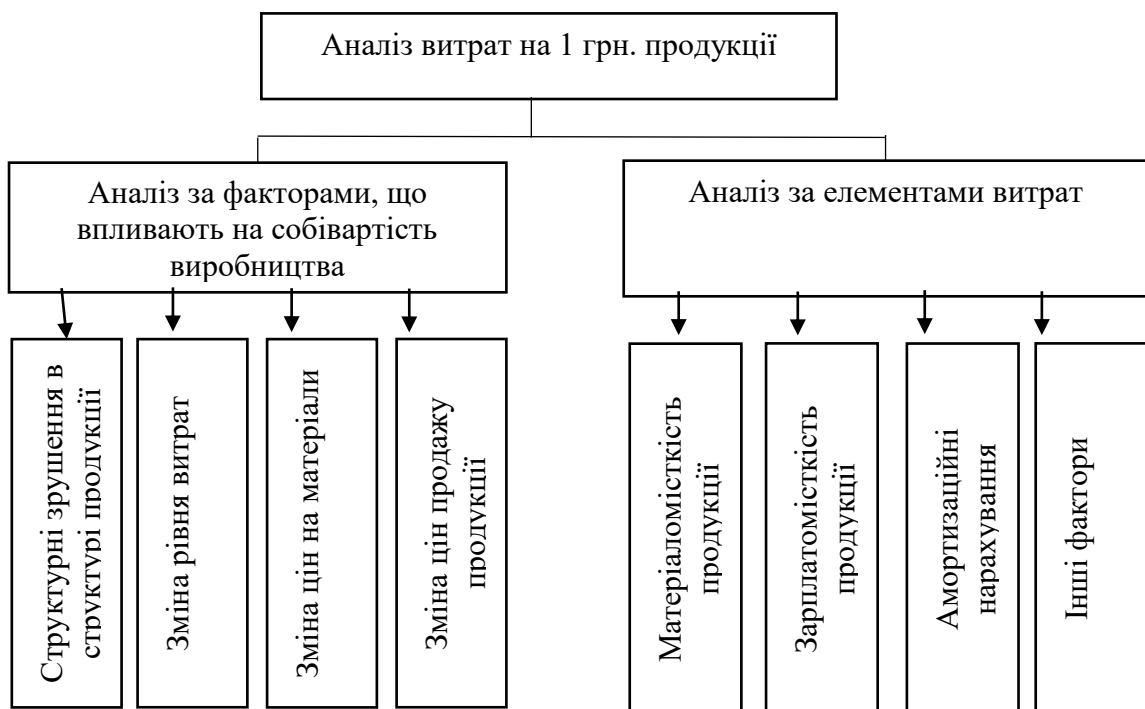 Аналіз витрат на 1 грн. продукції
Аналіз за факторами, що
впливають на собівартість
виробництва
Аналіз за елементами витрат
Структурні зрушення в
структурі продукції
Зміна рівня витрат
Зміна цін на матеріали
Зміна цін продажу
продукції
Матеріаломісткість
продукції
Зарплатомісткість
продукції
Амортизаційні
нарахування
Інші фактори